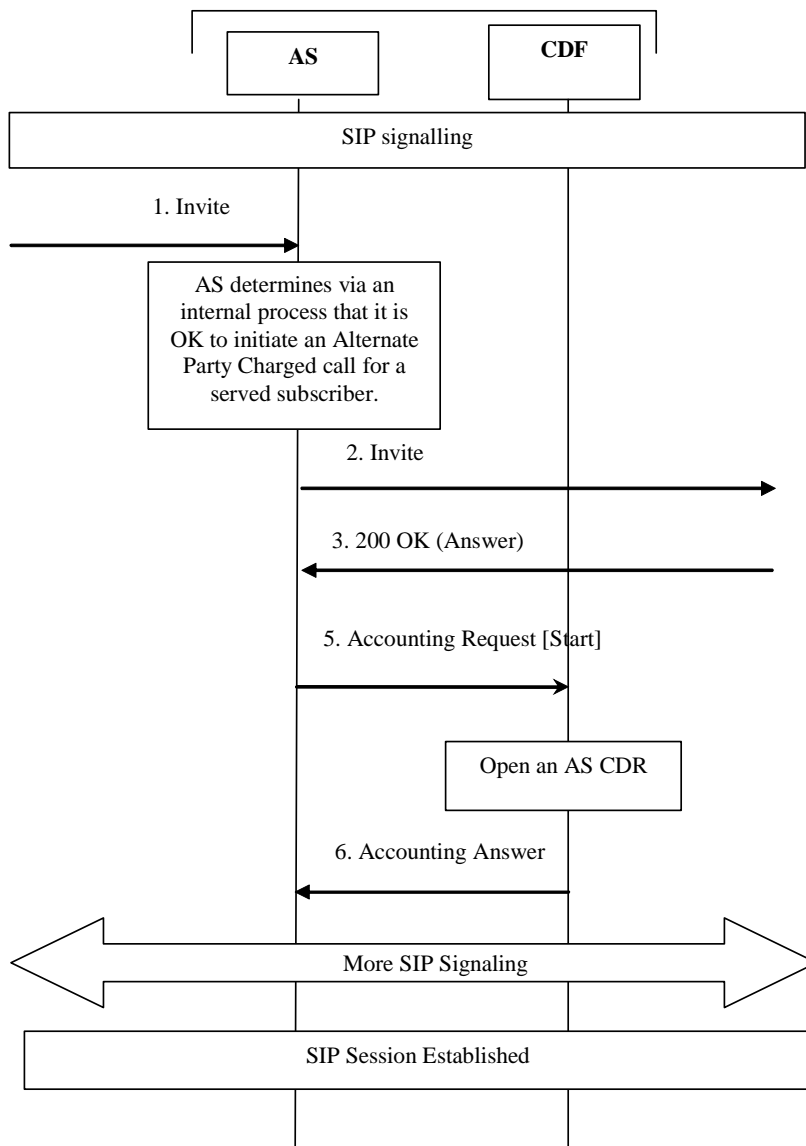 AS
CDF
SIP signalling
1. Invite
AS determines via an
internal process that it is
OK to initiate an Alternate
Party Charged call for a
served subscriber.
2. Invite
3. 200 OK (Answer)
5. Accounting Request [Start]
Open an AS CDR
6. Accounting Answer
More SIP Signaling
SIP Session Established